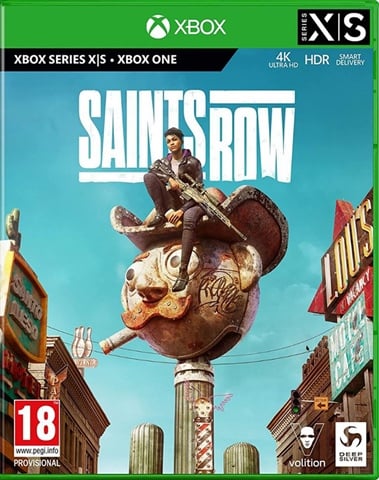 XBOX
SERIES
X|S
XBOX SERIES X|S • XBOX ONE
4K
ULTRA HD
HDR
SMART
DELIVERY
SAINTS
ROW
LOU'S
18
www.pegi.info
PROVISIONAL
volition
DEEP
SILVER